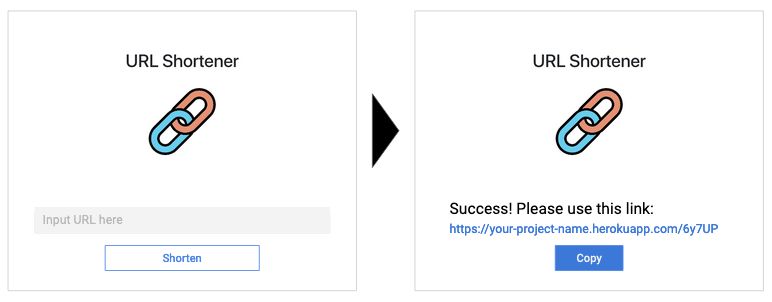 URL Shortener
Input URL here
Shorten
URL Shortener
Success! Please use this link:
https://your-project-name.herokuapp.com/6y7UP
Copy